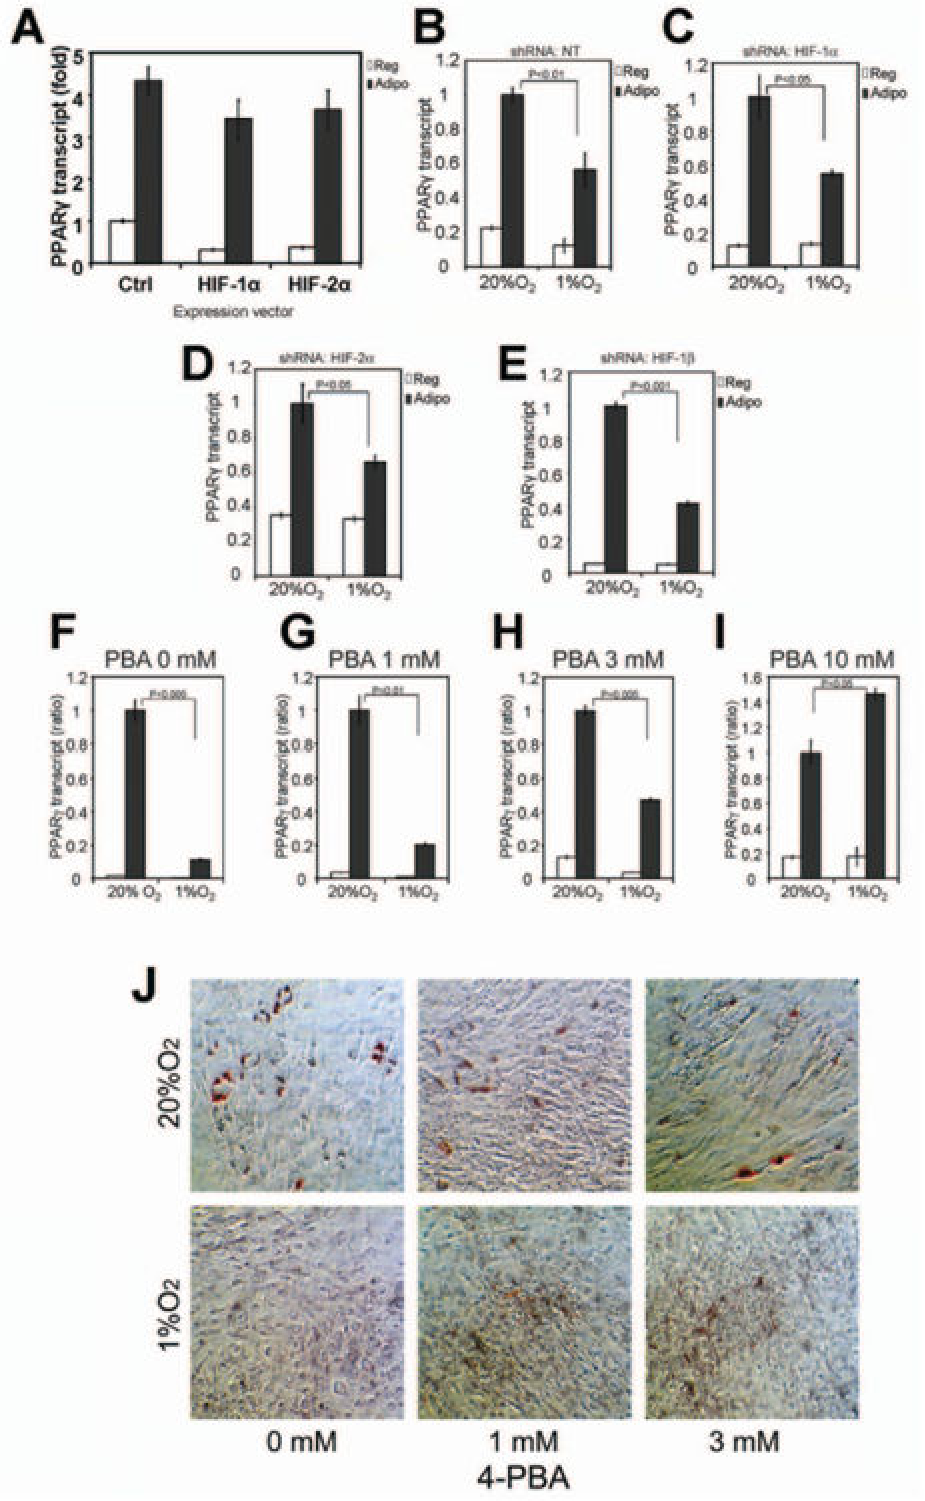 A
PPARγ transcript (fold)
5
4
3
2
1
0
Reg
Adipo
Ctrl HIF-1α HIF-2α
Expression vector
B
shRNA: NT
PPARγ transcript
1.2
1
0.8
0.6
0.4
0.2
0
P<0.01
Reg
Adipo
20%O2 1%O2
C
shRNA: HIF-1α
PPARγ transcript
1.2
1
0.8
0.6
0.4
0.2
0
P<0.05
Reg
Adipo
20%O2 1%O2
D
shRNA: HIF-2α
PPARγ transcript
1.2
1
0.8
0.6
0.4
0.2
0
P<0.05
Reg
Adipo
20%O2 1%O2
E
shRNA: HIF-1β
PPARγ transcript
1.2
1
0.8
0.6
0.4
0.2
0
P<0.001
Reg
Adipo
20%O2 1%O2
F
PBA 0 mM
PPARγ transcript (ratio)
1.2
1
0.8
0.6
0.4
0.2
0
20% O2 1%O2
G
PBA 1 mM
PPARγ transcript (ratio)
1.2
1
0.8
0.6
0.4
0.2
0
P<0.01
20%O2 1%O2
H
PBA 3 mM
PPARγ transcript (ratio)
1.2
1
0.8
0.6
0.4
0.2
0
20%O2 1%O2
I
PBA 10 mM
PPARγ transcript (ratio)
1.6
1.4
1.2
1
0.8
0.6
0.4
0.2
0
P<0.05
20%O2 1%O2
J
20%O2
1%O2
0 mM 1 mM 3 mM
4-PBA